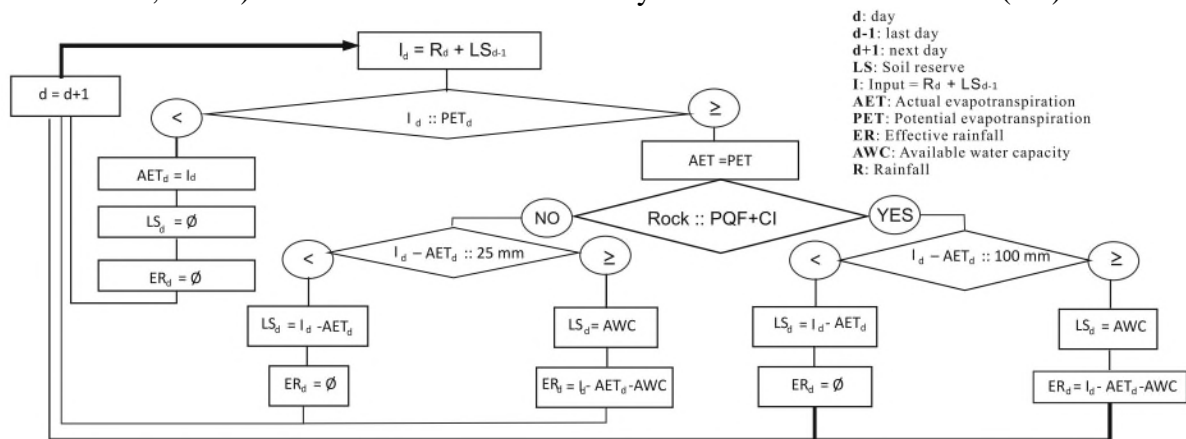 d: day
d-1: last day
d+1: next day
LS: Soil reserve
I: Input = Rd + LSd-1
AET: Actual evapotranspiration
PET: Potential evapotranspiration
ER: Effective rainfall
AWC: Available water capacity
R: Rainfall
Id = Rd + LSd-1
d = d+1
Id :: PETd
<
≥
AETd = Id
LSd = Ø
ERd = Ø
AET =PET
Rock :: PQF+CI
NO
YES
Id – AETd :: 25 mm
<
≥
LSd = Id -AETd
ERd = Ø
LSd= AWC
ERd = Id- AETd -AWC
Id – AETd :: 100 mm
<
≥
LSd = Id- AETd
ERd = Ø
LSd = AWC
ERd = Id- AETd -AWC